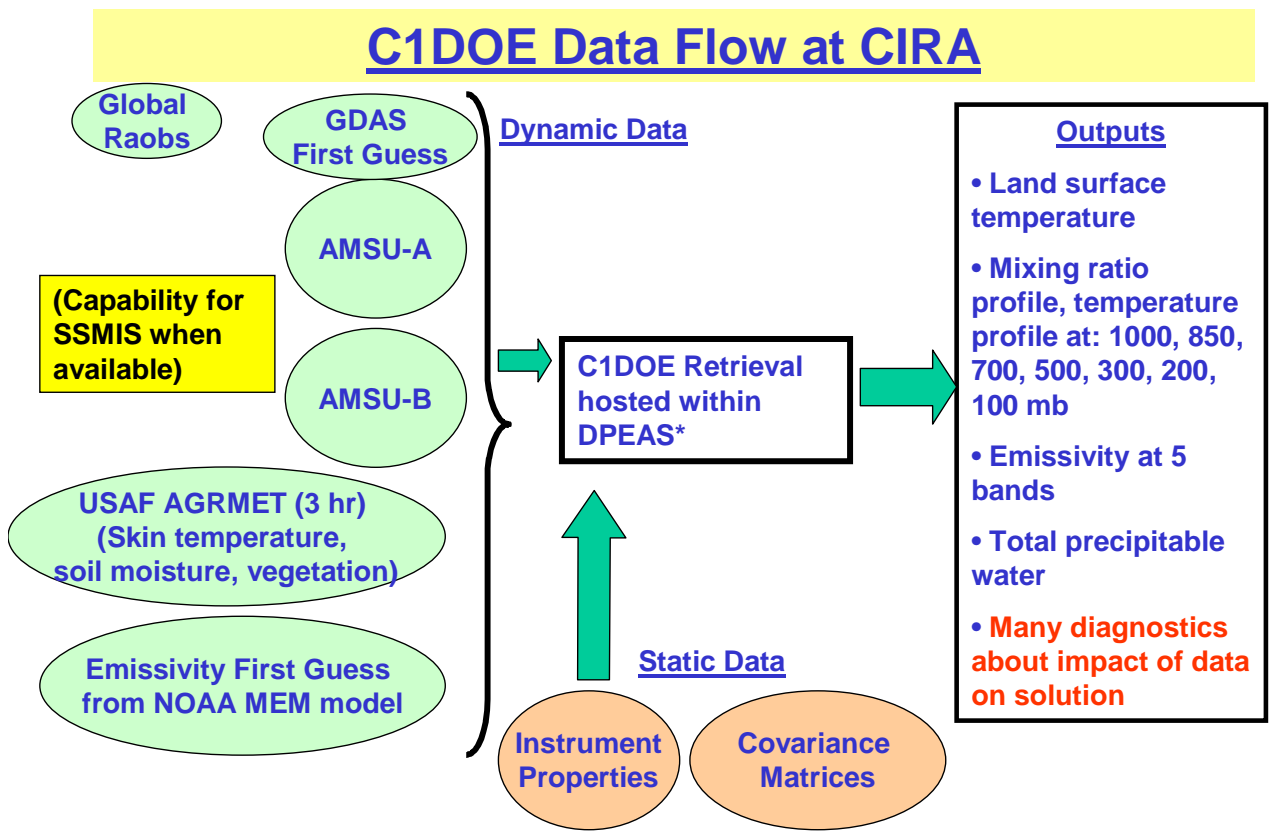 C1DOE Data Flow at CIRA
Global
Raobs
GDAS
First Guess
Dynamic Data
AMSU-A
(Capability for
SSMIS when
available)
AMSU-B
USAF AGRMET (3 hr)
(Skin temperature,
soil moisture, vegetation)
Emissivity First Guess
from NOAA MEM model
C1DOE Retrieval
hosted within
DPEAS*
Static Data
Instrument
Properties
Covariance
Matrices
Outputs
• Land surface
temperature
• Mixing ratio
profile, temperature
profile at: 1000, 850,
700, 500, 300, 200,
100 mb
• Emissivity at 5
bands
• Total precipitable
water
• Many diagnostics
about impact of data
on solution